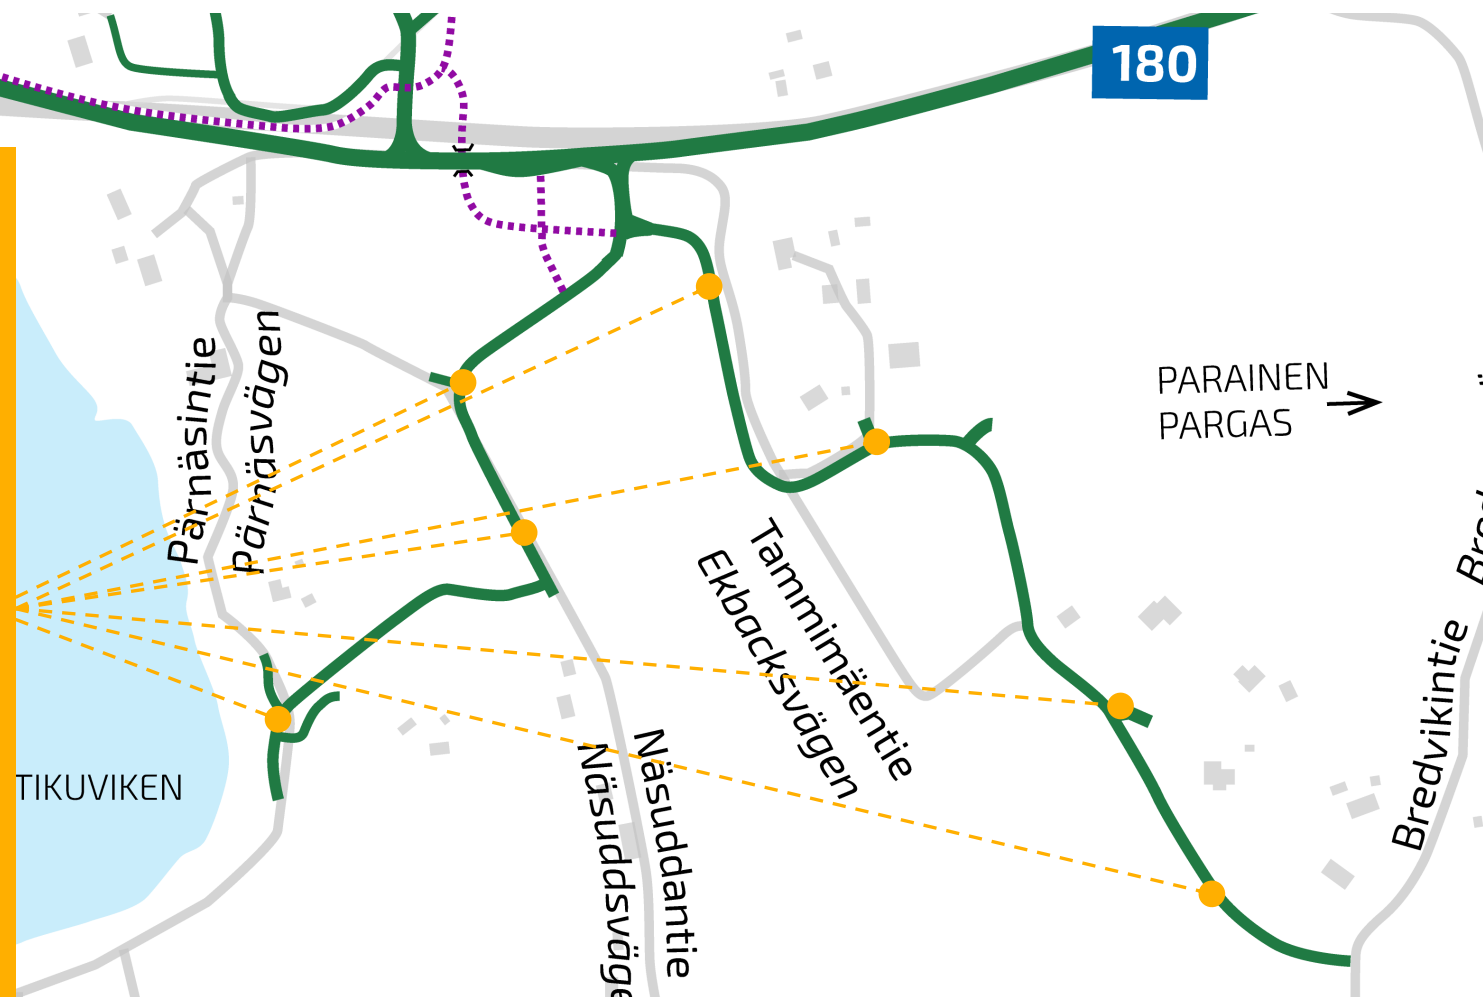 180
PARAINEN
PARGAS
Pärnäsintie
Pärnäsvägen
Tammimäentie
Ekbacksvägen
Bredvikintie
TIKUVIKEN
Näsuddantie
Näsuddsväge